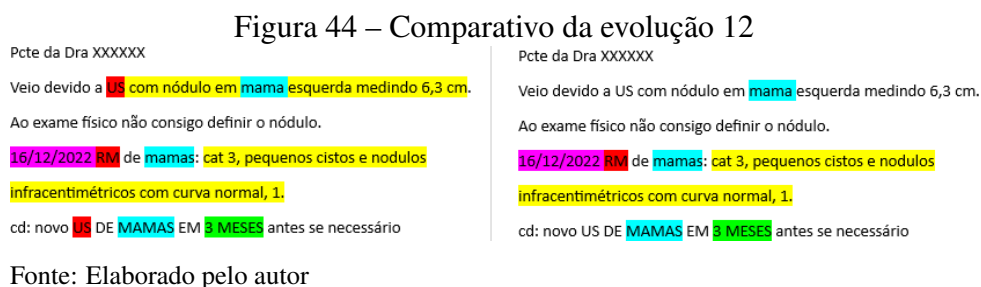 Figura 44 – Comparativo da evolução 12
Pcte da Dra XXXXXX
Veio devido a US com nódulo em mama esquerda medindo 6,3 cm.
Ao exame físico não consigo definir o nódulo.
16/12/2022 RM de mamas: cat 3, pequenos cistos e nodulos
infracentimétricos com curva normal, 1.
cd: novo US DE MAMAS EM 3 MESES antes se necessário
Pcte da Dra XXXXXX
Veio devido a US com nódulo em mama esquerda medindo 6,3 cm.
Ao exame físico não consigo definir o nódulo.
16/12/2022 RM de mamas: cat 3, pequenos cistos e nodulos
infracentimétricos com curva normal, 1.
cd: novo US DE MAMAS EM 3 MESES antes se necessário
Fonte: Elaborado pelo autor